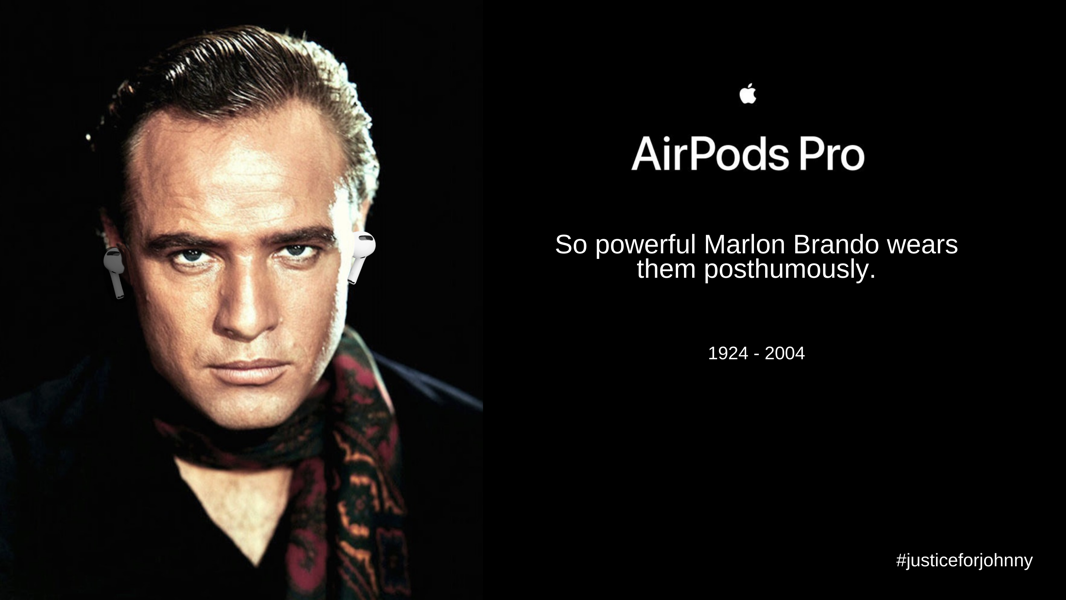 AirPods Pro
So powerful Marlon Brando wears
them posthumously.
1924 - 2004
#justiceforjohnny